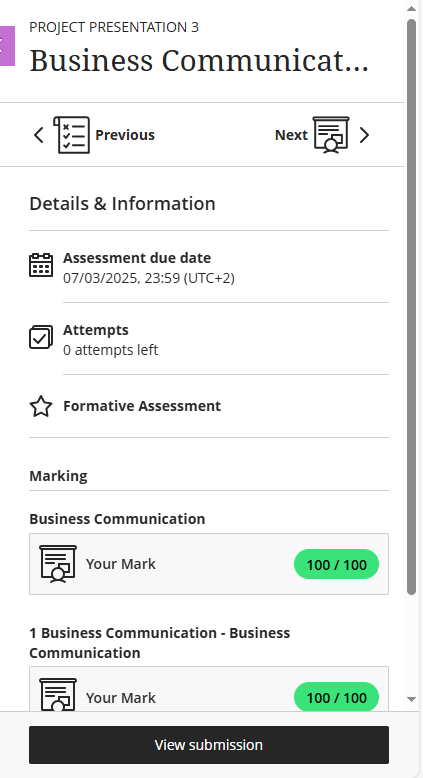 PROJECT PRESENTATION 3
Business Communicat...
Previous
Next
Details & Information
Assessment due date
07/03/2025, 23:59 (UTC+2)
Attempts
0 attempts left
Formative Assessment
Marking
Business Communication
Your Mark
100 / 100
1 Business Communication - Business
Communication
Your Mark
100 / 100
View submission